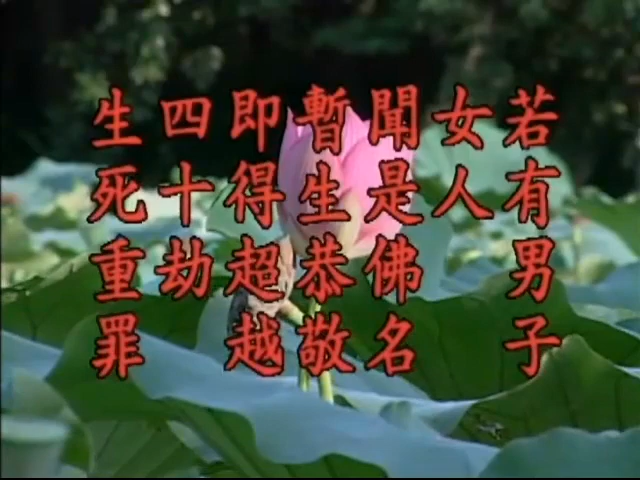 若有男子
女人
聞是佛名
暫生恭敬
即得超越
四十劫
生死重罪